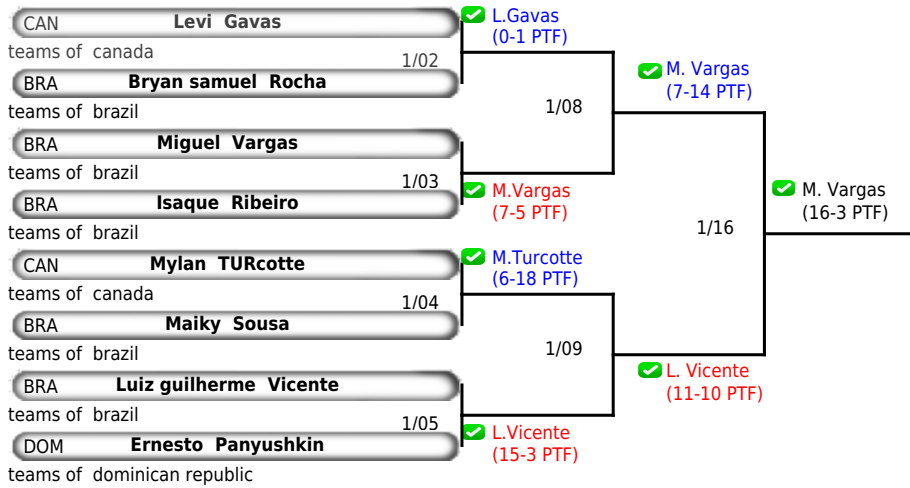 CAN Levi Gavas
teams of canada
1/02
BRA Bryan samuel Rocha
teams of brazil
BRA Miguel Vargas
teams of brazil
1/03
BRA Isaque Ribeiro
teams of brazil
CAN Mylan TURcotte
teams of canada
1/04
BRA Maiky Sousa
teams of brazil
BRA Luiz guilherme Vicente
teams of brazil
1/05
DOM Ernesto Panyushkin
teams of dominican republic
L.Gavas
(0-1 PTF)
1/08
M.Vargas
(7-5 PTF)
M.Turcotte
(6-18 PTF)
1/09
L.Vicente
(15-3 PTF)
M. Vargas
(7-14 PTF)
1/16
L. Vicente
(11-10 PTF)
M. Vargas
(16-3 PTF)